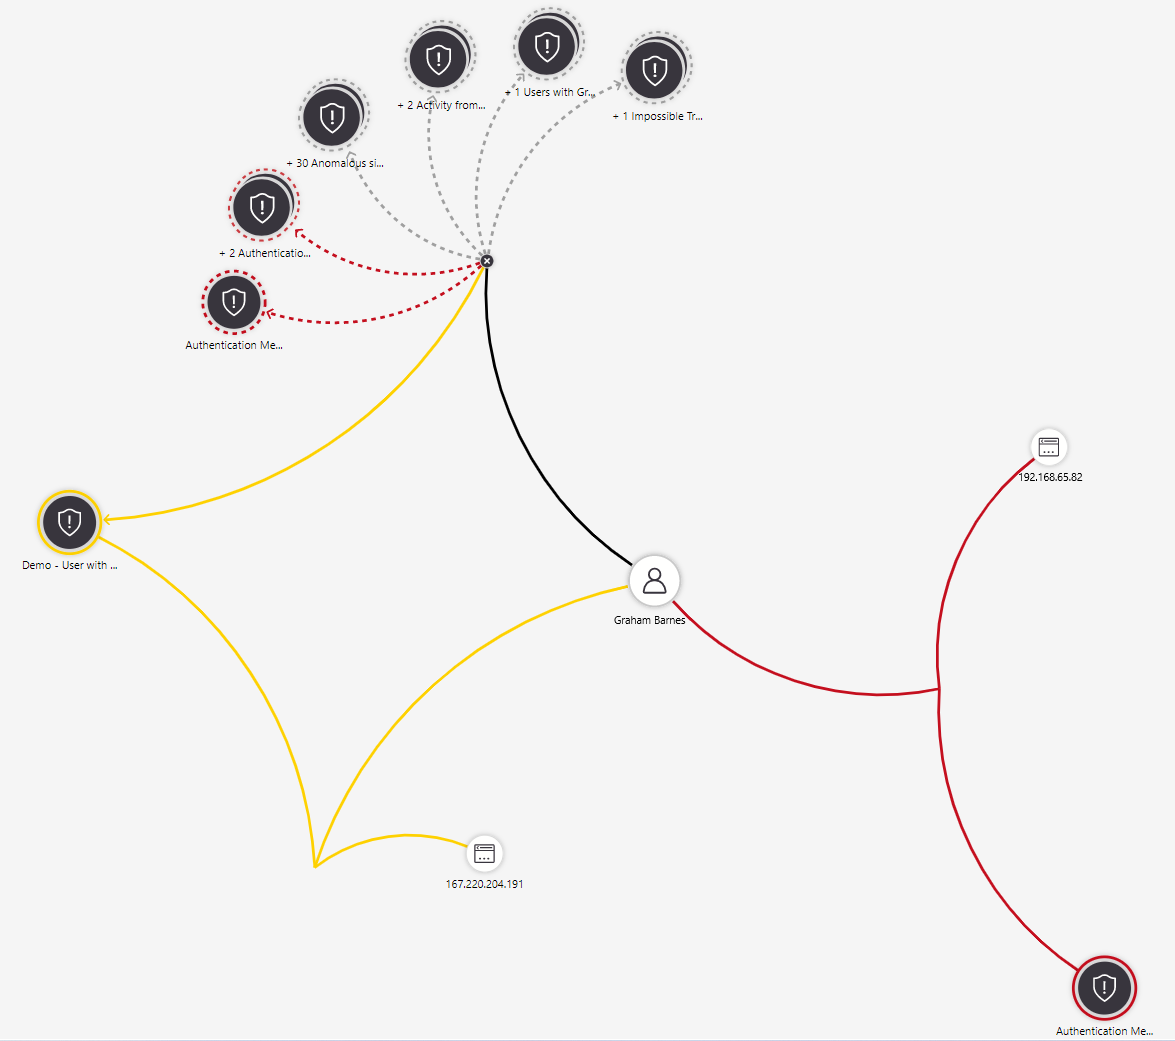 + 1 Users with Gr...
+ 2 Activity from...
+ 1 Impossible Tr...
+ 30 Anomalous si...
+ 2 Authenticatio...
Authentication Me...
192.168.65.82
Demo - User with ...
Graham Barnes
167.220.204.191
Authentication Me...